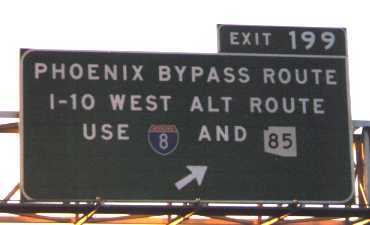 EXIT 199
PHOENIX BYPASS ROUTE
I-10 WEST ALT ROUTE
USE 8 AND 85